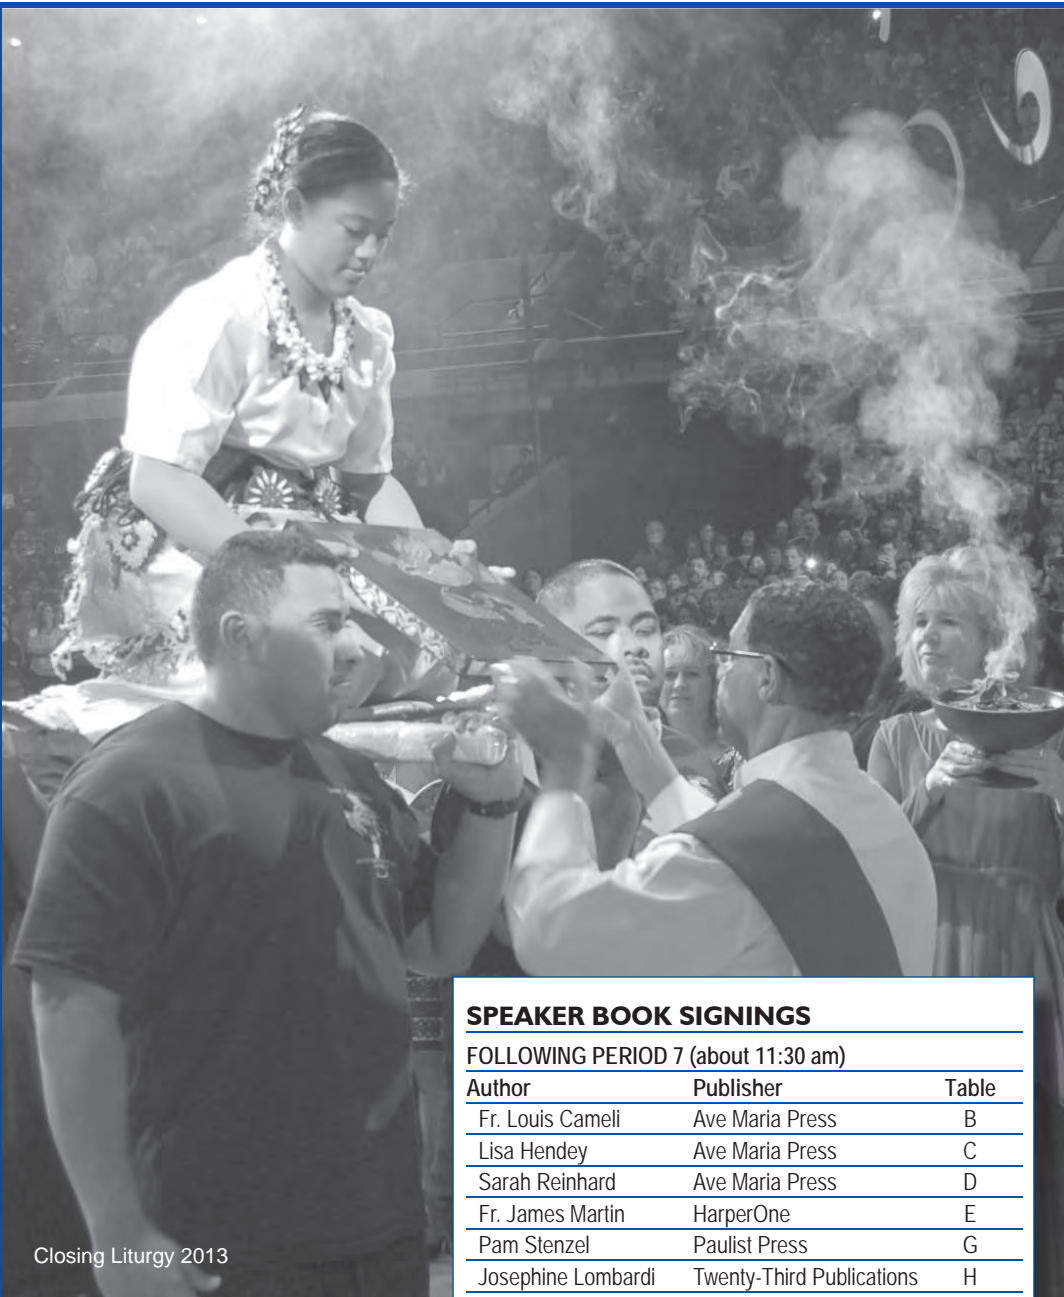 SPEAKER BOOK SIGNINGS
FOLLOWING PERIOD 7 (about 11:30 am)
Author Publisher Table
Fr. Louis Cameli Ave Maria Press B
Lisa Hendey Ave Maria Press C
Sarah Reinhard Ave Maria Press D
Fr. James Martin HarperOne E
Pam Stenzel Paulist Press G
Josephine Lombardi Twenty-Third Publications H
Closing Liturgy 2013